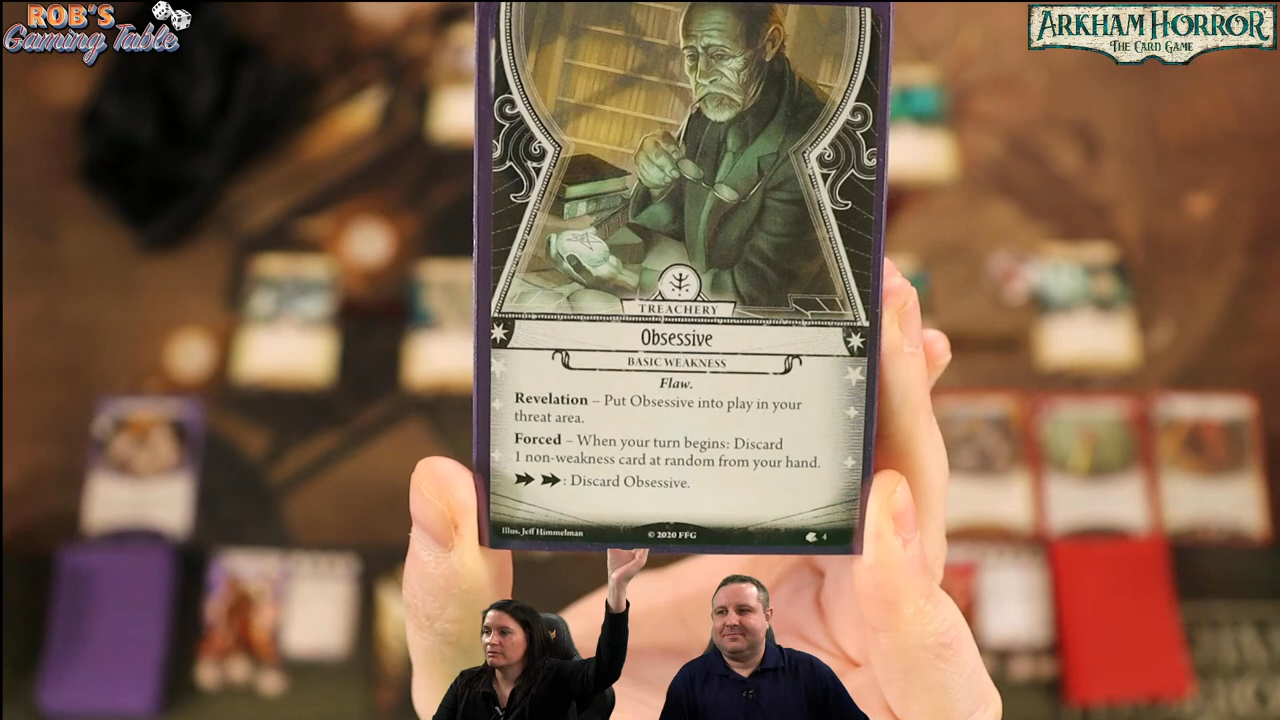 ROB'S
Gaming Table
ARKHAM HORROR
THE CARD GAME
TREACHERY
Obsessive
BASIC WEAKNESS
Flaw.
Revelation – Put Obsessive into play in your
threat area.
Forced – When your turn begins: Discard
1 non-weakness card at random from your hand.
: Discard Obsessive.
Illus. Jeff Himmelman
© 2020 FFG
4